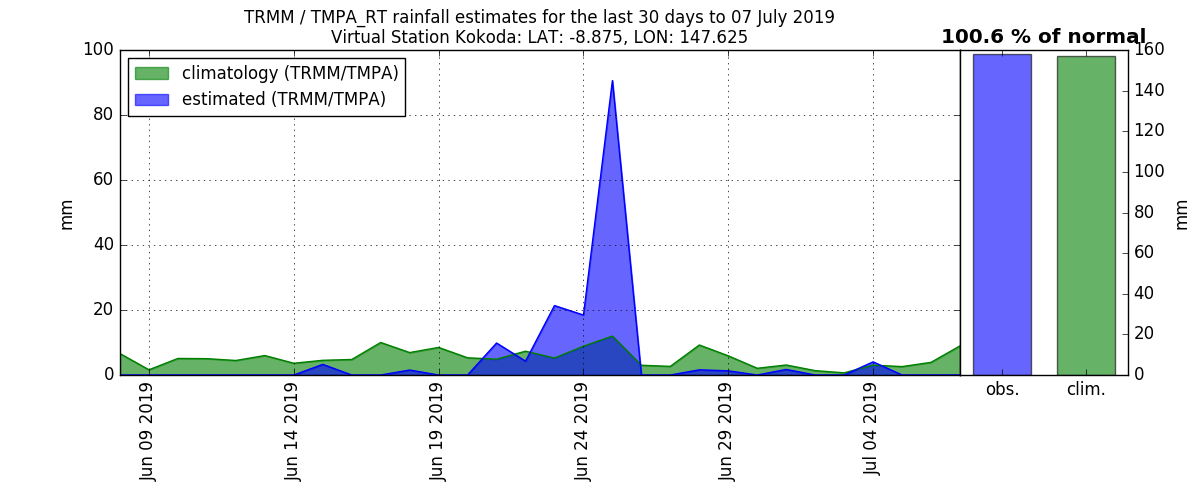 TRMM / TMPA_RT rainfall estimates for the last 30 days to 07 July 2019
Virtual Station Kokoda: LAT: -8.875, LON: 147.625
100.6 % of normal
climatology (TRMM/TMPA)
estimated (TRMM/TMPA)
mm
100
80
60
40
20
0
Jun 09 2019
Jun 14 2019
Jun 19 2019
Jun 24 2019
Jun 29 2019
Jul 04 2019
160
140
120
100
80
60
40
20
0
mm
obs.
clim.